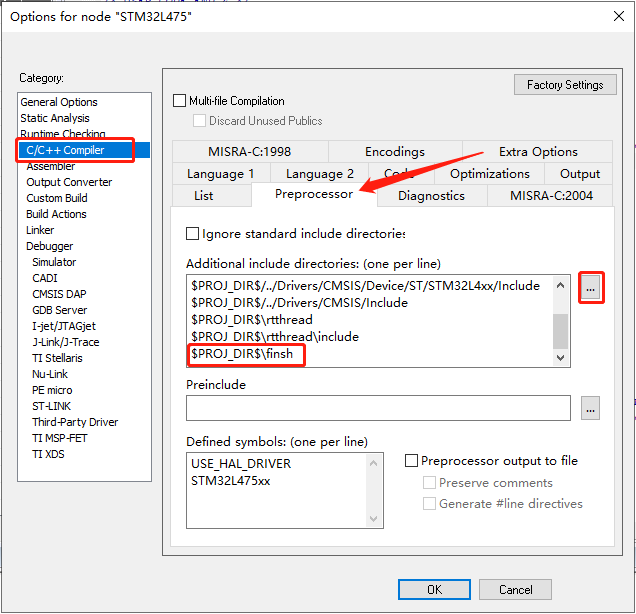 Options for node "STM32L475"
Category:
General Options
Static Analysis
Runtime Checking
C/C++ Compiler
Assembler
Output Converter
Custom Build
Build Actions
Linker
Debugger
Simulator
CADI
CMSIS DAP
GDB Server
I-jet/JTAGjet
J-Link/J-Trace
TI Stellaris
Nu-Link
PE micro
ST-LINK
Third-Party Driver
TI MSP-FET
TI XDS
Factory Settings
Multi-file Compilation
Discard Unused Publics
MISRA-C:1998
Encodings
Extra Options
Language 1
Language 2
Code
Optimizations
Output
List
Preprocessor
Diagnostics
MISRA-C:2004
Ignore standard include directories
Additional include directories: (one per line)
$PROJ_DIR$/../Drivers/CMSIS/Device/ST/STM32L4xx/Include
$PROJ_DIR$/../Drivers/CMSIS/Include
$PROJ_DIR$\rtthread
$PROJ_DIR$\rtthread\include
$PROJ_DIR$\finsh
...
Preinclude
...
Defined symbols: (one per line)
USE_HAL_DRIVER
STM32L475xx
Preprocessor output to file
Preserve comments
Generate #line directives
OK
Cancel